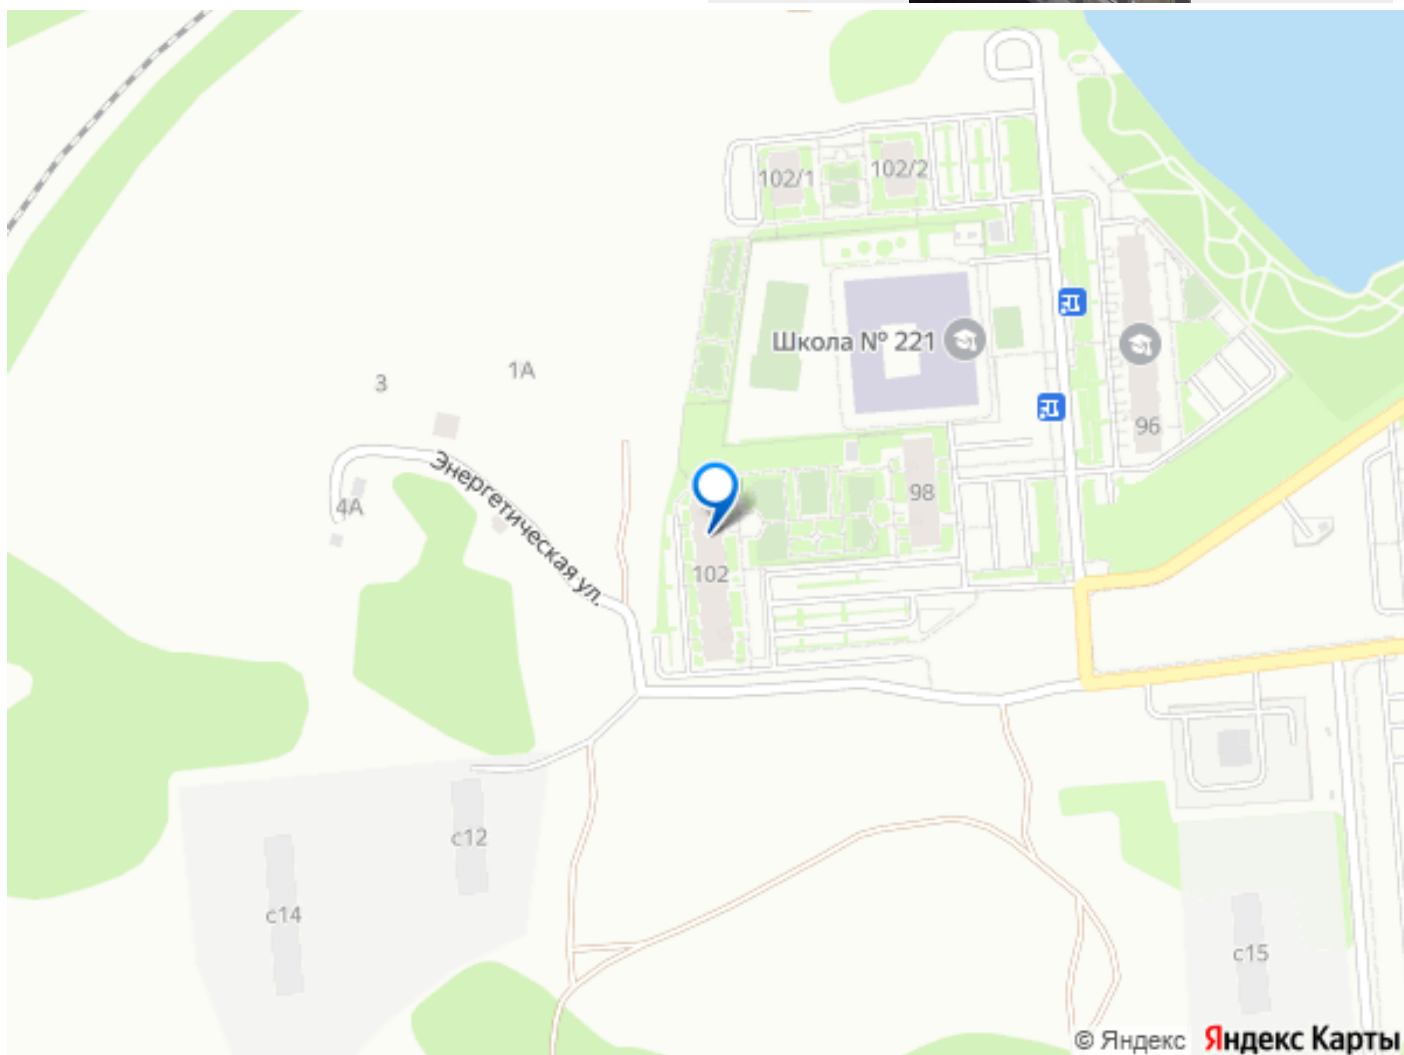 102/1
102/2
Школа № 221
3
1А
96
Энергетическая ул.
98
4А
102
с12
с14
с15
© Яндекс Яндекс Карты